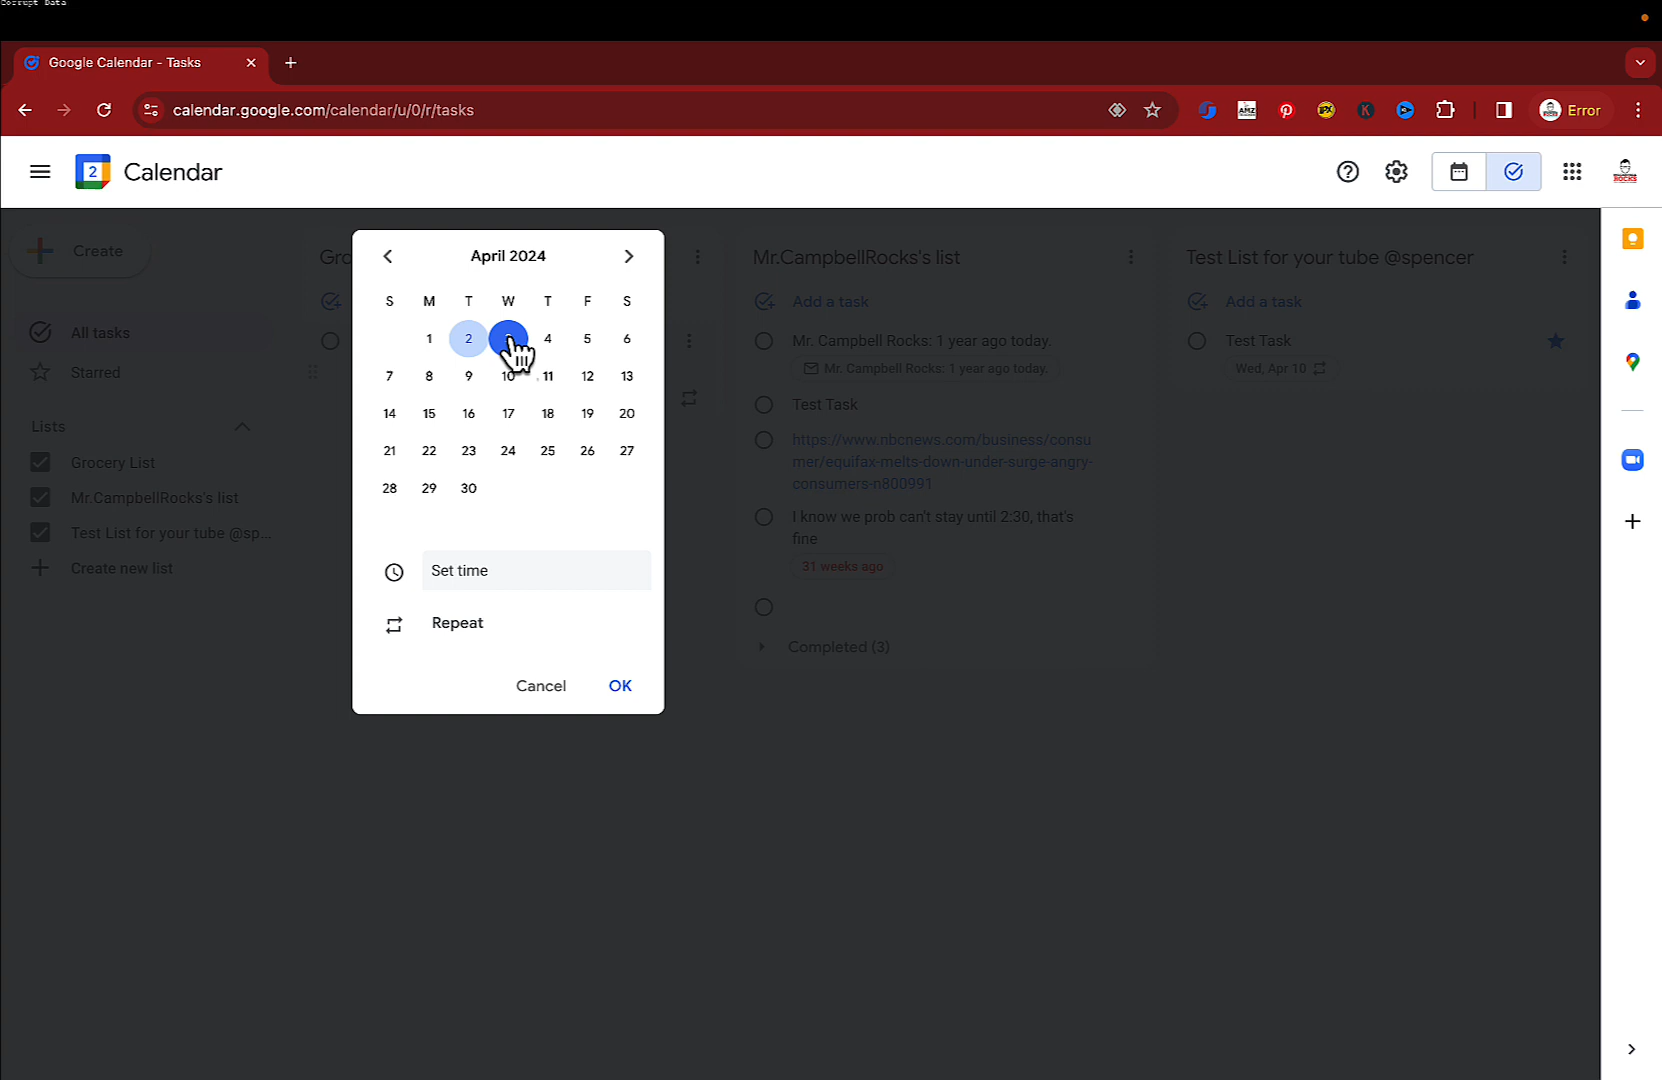 Corrupt Data
Google Calendar - Tasks
calendar.google.com/calendar/u/0/r/tasks
AMZ
Error
2
Calendar
ROCKS
Create
All tasks
Starred
Lists
Grocery List
Mr.CampbellRocks's list
Test List for your tube @sp...
Create new list
Gro
April 2024
S M T W T F S
1 2 4 5 6
7 8 9 10 11 12 13
14 15 16 17 18 19 20
21 22 23 24 25 26 27
28 29 30
Set time
Repeat
Cancel OK
Mr.CampbellRocks's list
Add a task
Mr. Campbell Rocks: 1 year ago today.
Mr. Campbell Rocks: 1 year ago today.
Test Task
https://www.nbcnews.com/business/consu
mer/equifax-melts-down-under-surge-angry-
consumers-n800991
I know we prob can't stay until 2:30, that's
fine
31 weeks ago
Completed (3)
Test List for your tube @spencer
Add a task
Test Task
Wed, Apr 10